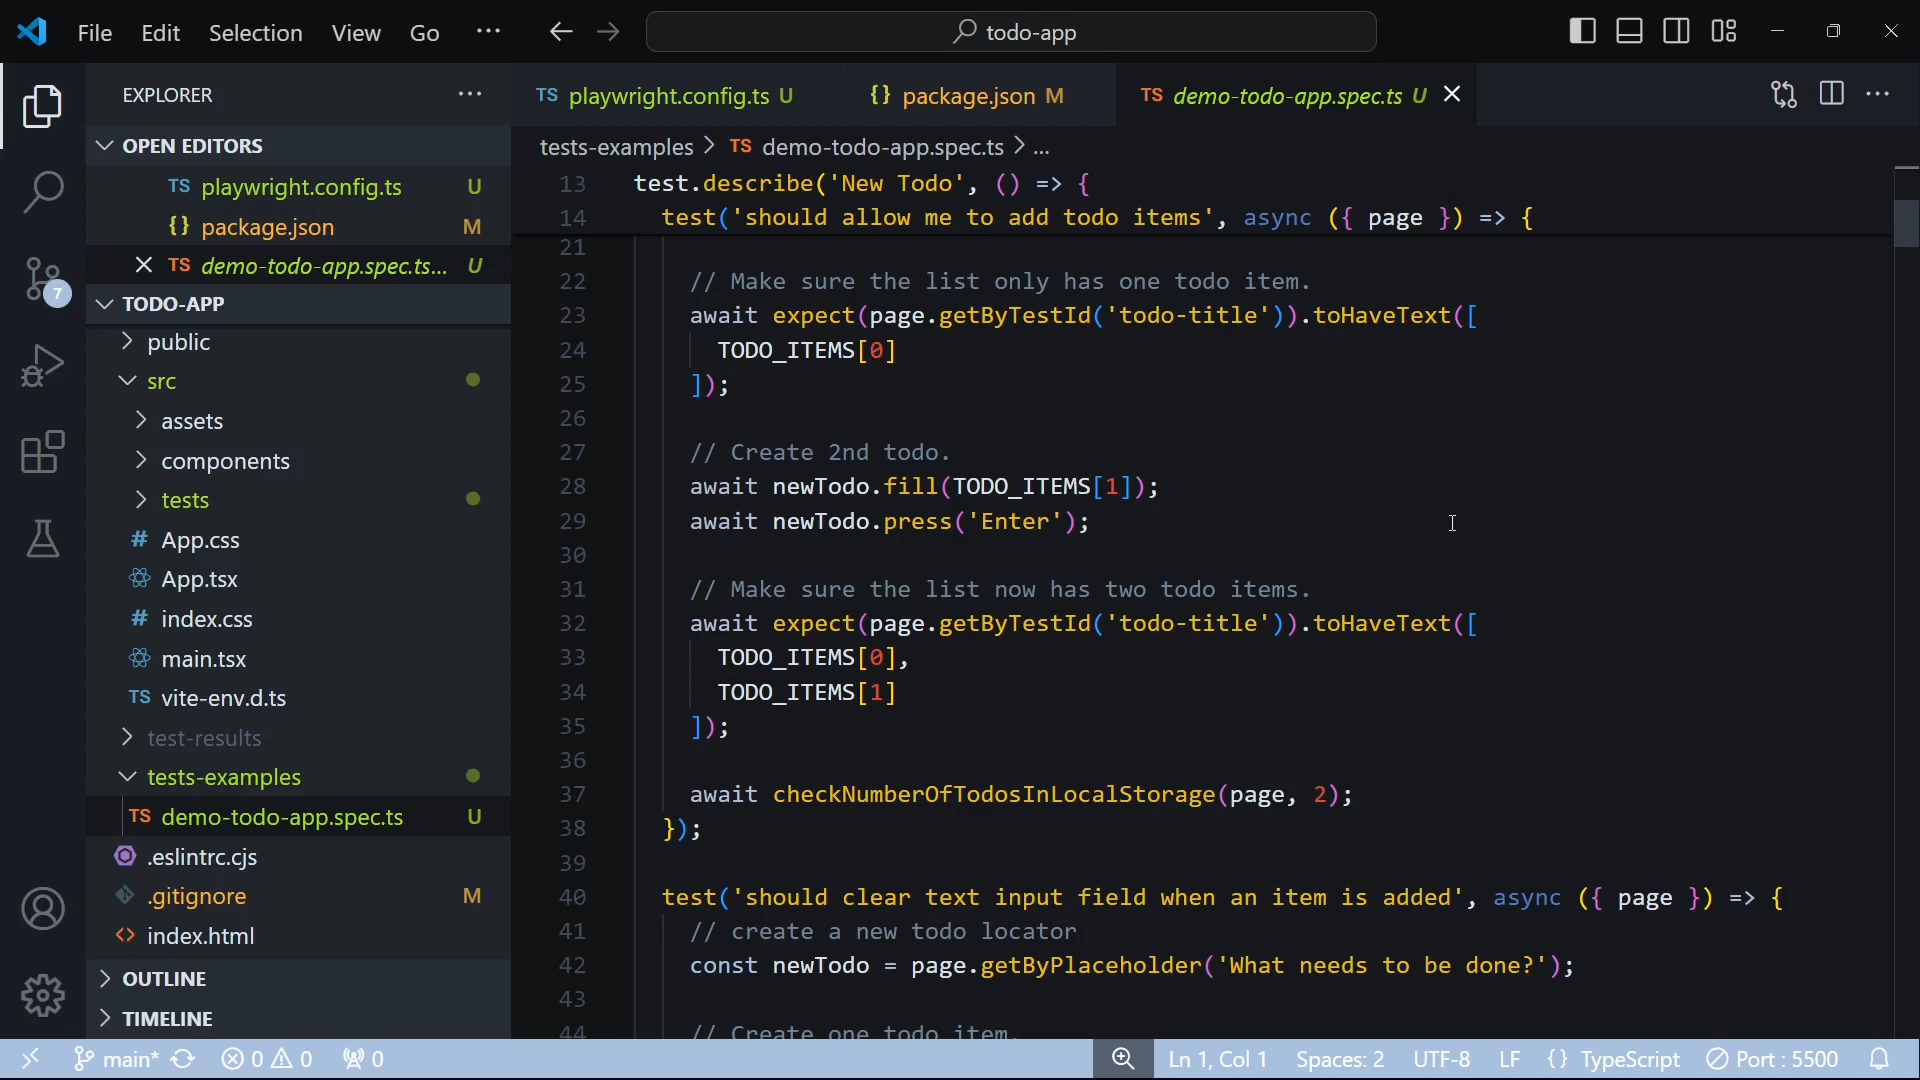 File Edit Selection View Go ··· todo-app
EXPLORER ···
OPEN EDITORS
TS playwright.config.ts U
{} package.json M
TS demo-todo-app.spec.ts... U
TODO-APP
public
src
assets
components
tests
# App.css
App.tsx
# index.css
main.tsx
TS vite-env.d.ts
test-results
tests-examples
TS demo-todo-app.spec.ts U
.eslintrc.cjs
.gitignore M
<> index.html
OUTLINE
TIMELINE
7
TS playwright.config.ts U {} package.json M TS demo-todo-app.spec.ts U
tests-examples > TS demo-todo-app.spec.ts > ...
13 test.describe('New Todo', () => {
14 test('should allow me to add todo items', async ({ page }) => {
21
22 // Make sure the list only has one todo item.
23 await expect(page.getByTestId('todo-title')).toHaveText([
24 TODO_ITEMS[0]
25 ]);
26
27 // Create 2nd todo.
28 await newTodo.fill(TODO_ITEMS[1]);
29 await newTodo.press('Enter');
30
31 // Make sure the list now has two todo items.
32 await expect(page.getByTestId('todo-title')).toHaveText([
33 TODO_ITEMS[0],
34 TODO_ITEMS[1]
35 ]);
36
37 await checkNumberOfTodosInLocalStorage(page, 2);
38 });
39
40 test('should clear text input field when an item is added', async ({ page }) => {
41 // create a new todo locator
42 const newTodo = page.getByPlaceholder('What needs to be done?');
43
44 // Create one todo item.
main* 0 0 0 Ln 1, Col 1 Spaces: 2 UTF-8 LF {} TypeScript Port : 5500